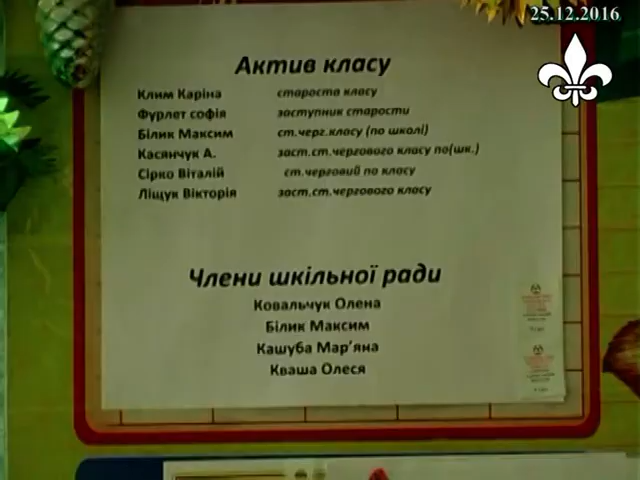 25.12.2016
Актив класу
Клим Каріна староста класу
Фурлет софія заступник старости
Білик Максим ст.черг.класу (по школі)
Касянчук А. заст.ст.чергового класу по(шк.)
Сірко Віталій ст.черговий по класу
Ліщук Вікторія заст.ст.чергового класу
Члени шкільної ради
Ковальчук Олена
Білик Максим
Кашуба Мар'яна
Кваша Олеся